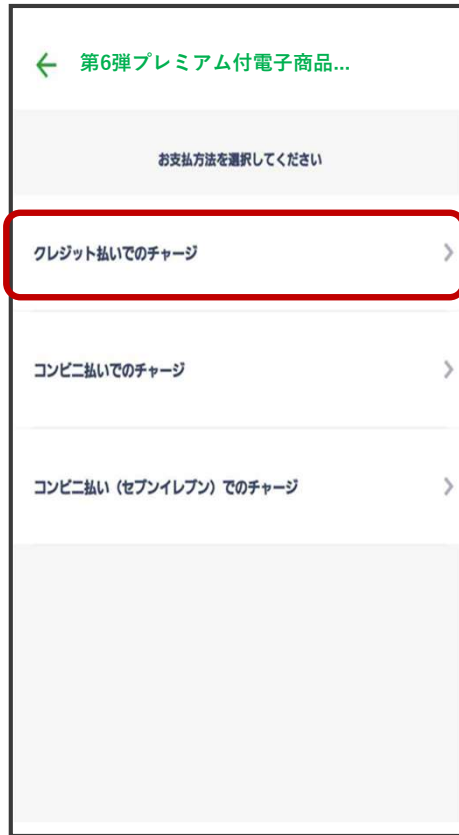 第6弾プレミアム付電子商品...
お支払方法を選択してください
クレジット払いでのチャージ
コンビニ払いでのチャージ
コンビニ払い（セブンイレブン）でのチャージ